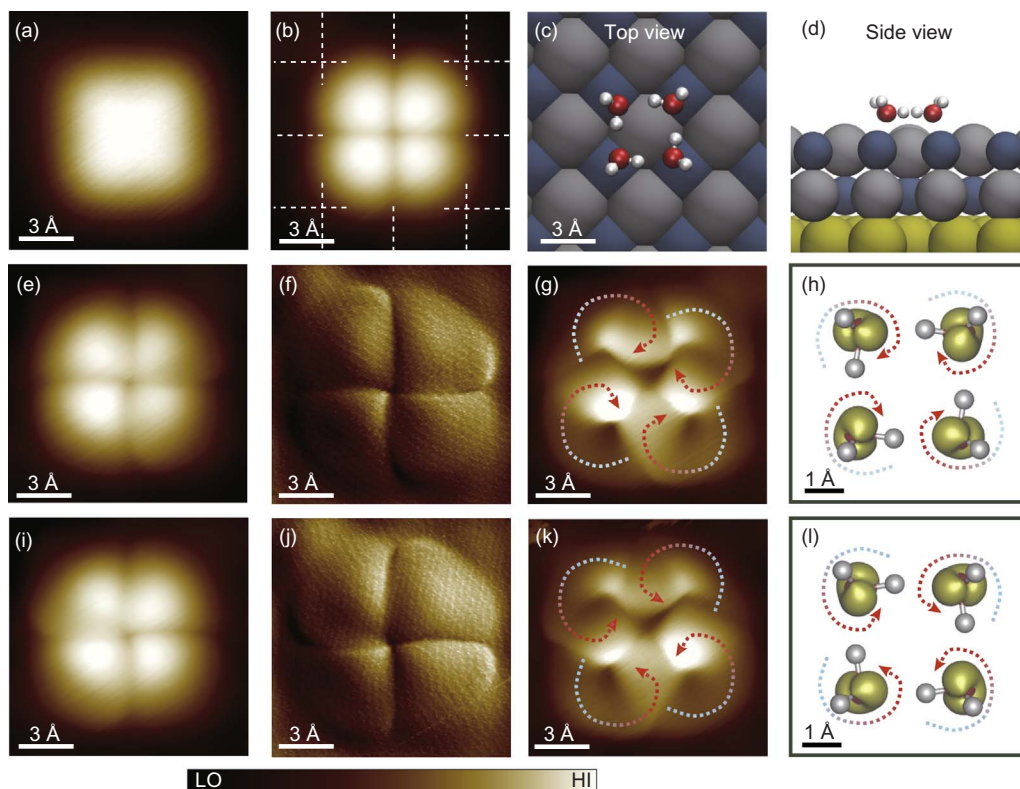 (a)
3 Å
(b)
3 Å
(c)
Top view
3 Å
(d)
Side view
(e)
3 Å
(f)
3 Å
(g)
3 Å
(h)
1 Å
(i)
3 Å
(j)
3 Å
(k)
3 Å
(l)
1 Å
LO
HI